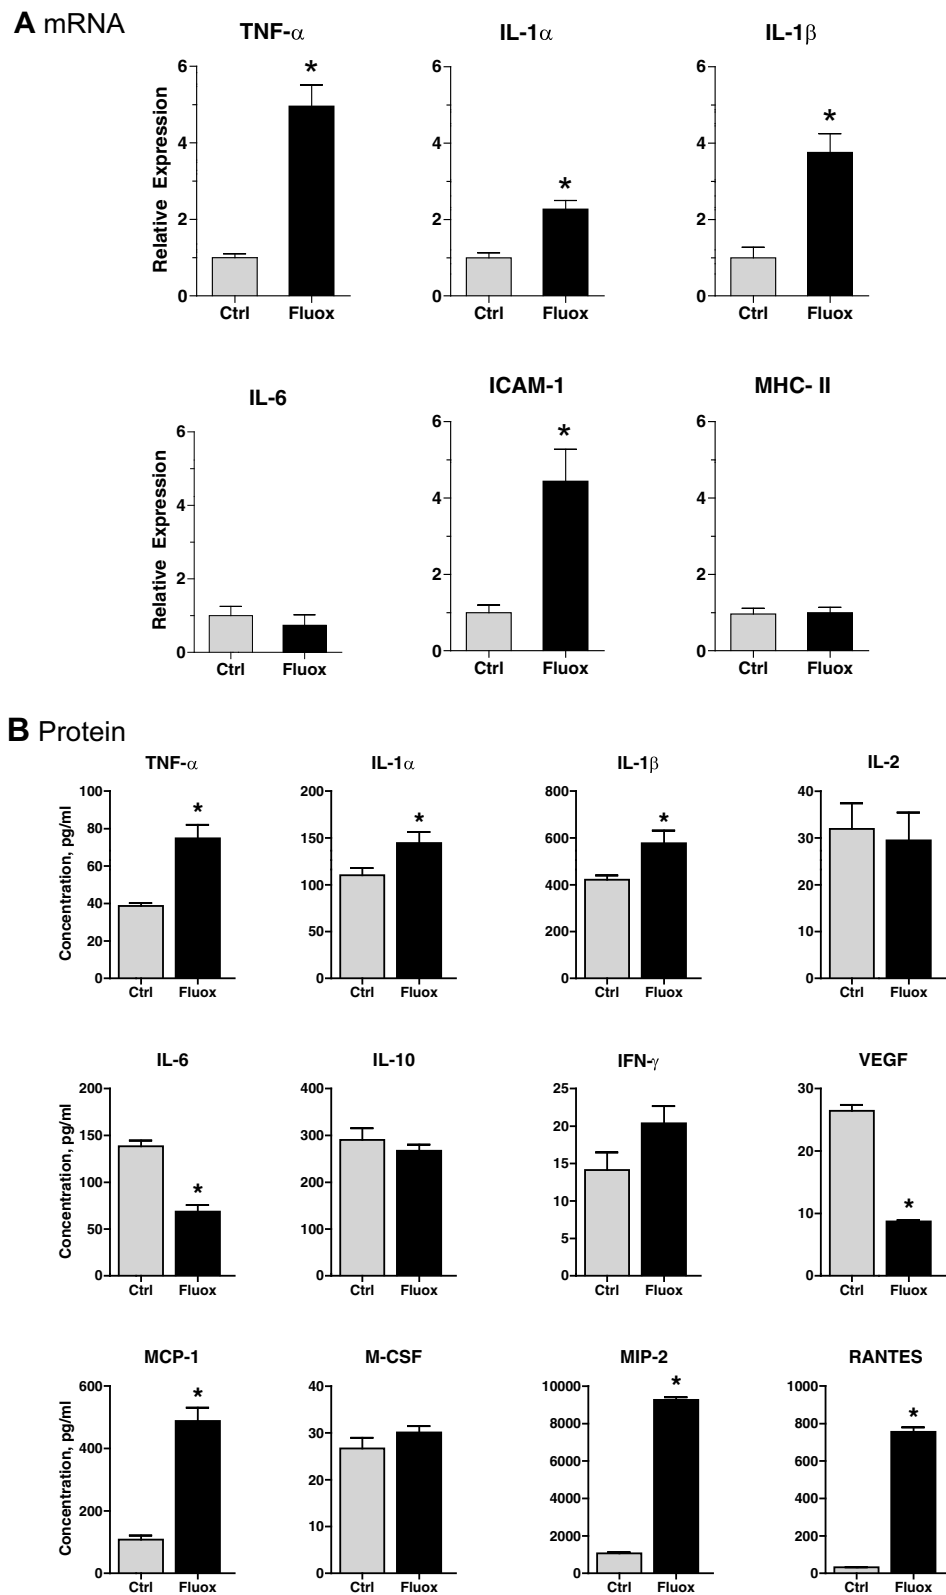 A mRNA
TNF-α IL-1α IL-1β
Relative Expression
6 * 6 6
4 4 4 *
2 2 * 2
0 0 0
Ctrl Fluox Ctrl Fluox Ctrl Fluox
IL-6 ICAM-1 MHC- II
Relative Expression
6 6 * 6
4 4 4
2 2 2
0 0 0
Ctrl Fluox Ctrl Fluox Ctrl Fluox
B Protein
TNF-α IL-1α IL-1β IL-2
Concentration, pg/ml
100 200 800 40
80 * 150 * 600 * 30
60 100 400 20
40 50 200 10
20 0 0 0
0
Ctrl Fluox Ctrl Fluox Ctrl Fluox Ctrl Fluox
IL-6 IL-10 IFN-γ VEGF
Concentration, pg/ml
200 400 25 30
150 300 20 20
100 * 200 15 10 *
50 100 10 0
0 0 5
0
Ctrl Fluox Ctrl Fluox Ctrl Fluox Ctrl Fluox
MCP-1 M-CSF MIP-2 RANTES
Concentration, pg/ml
600 * 40 10000 * 1000
400 30 8000 800 *
200 20 6000 600
0 10 4000 400
0 2000 200
0 0
Ctrl Fluox Ctrl Fluox Ctrl Fluox Ctrl Fluox